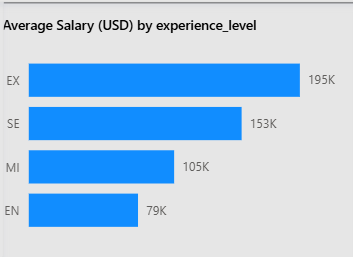 Average Salary (USD) by experience_level
EX 195K
SE 153K
MI 105K
EN 79K